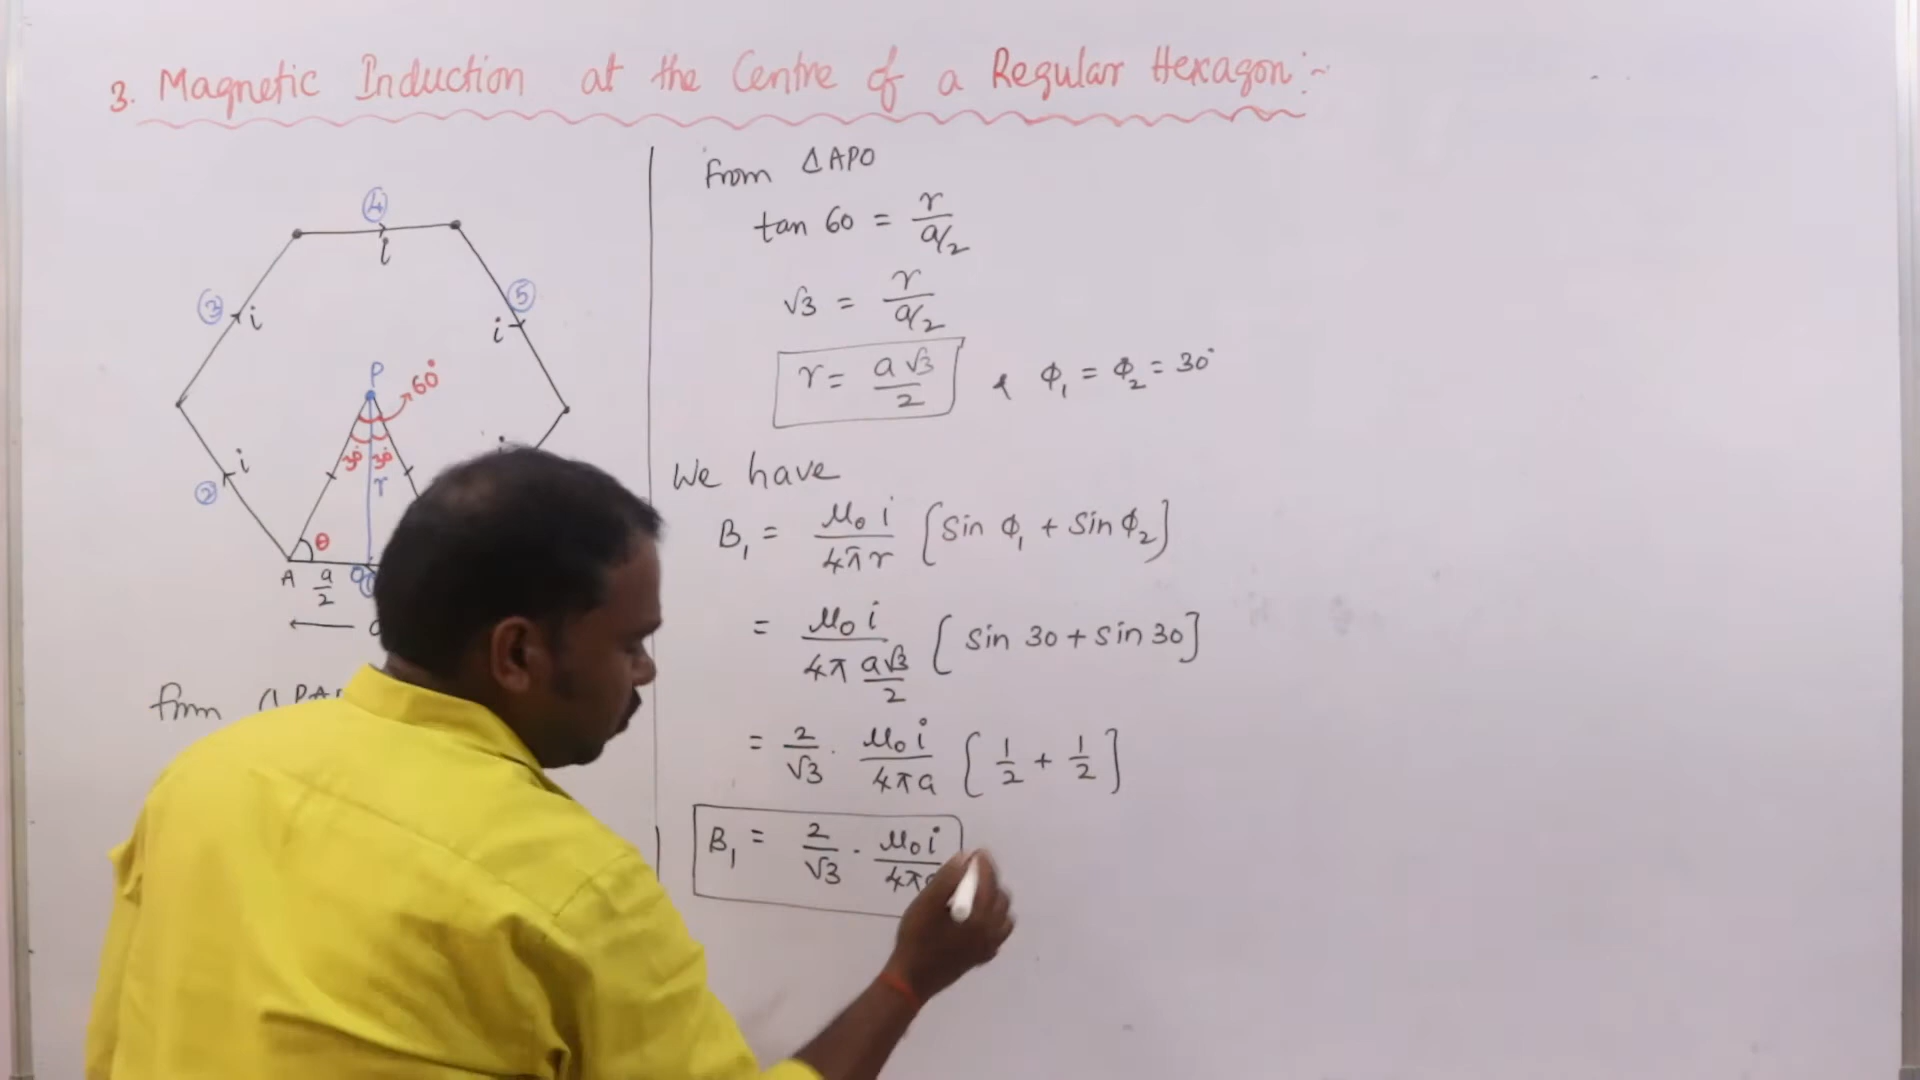 3. Magnetic Induction at the Centre of a Regular Hexagon:~
④
i
③
i
⑤
i
P
60°
30° 30°
r
i
②
θ
A
a/2
from
from △APO
tan 60 = r / (a/2)
√3 = r / (a/2)
r = a√3 / 2 & ϕ₁ = ϕ₂ = 30°
We have
B₁ = μ₀ i / 4πr [Sin ϕ₁ + Sin ϕ₂]
= μ₀ i / (4π a√3/2) [Sin 30 + Sin 30]
= 2/√3 · μ₀ i / 4πa [1/2 + 1/2]
B₁ = 2/√3 · μ₀ i / 4πa